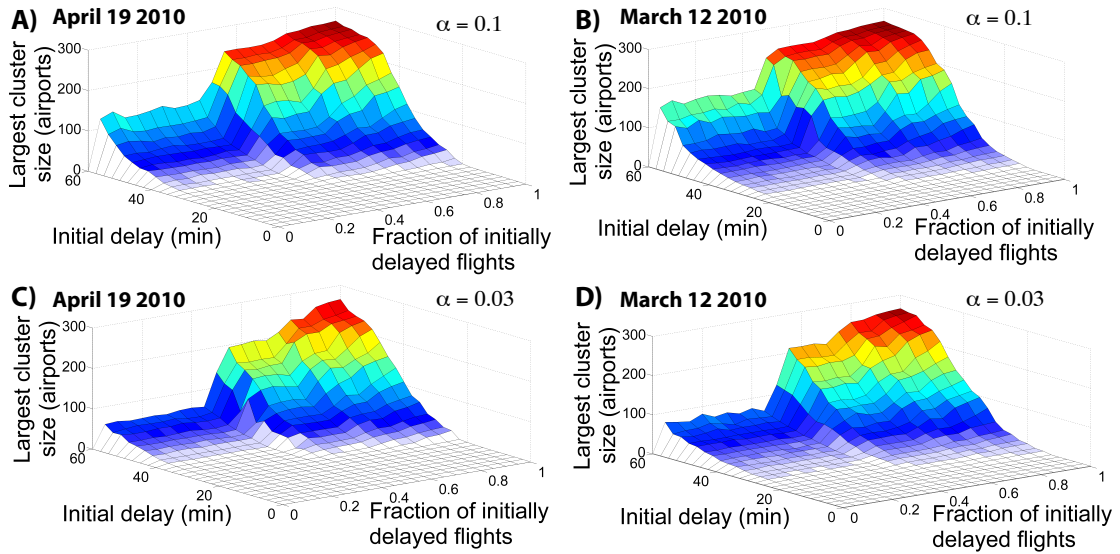 A) April 19 2010
α = 0.1
Largest cluster
size (airports)
300
200
100
0
60
40
20
0
0
0.2
0.4
0.6
0.8
1
Initial delay (min)
Fraction of initially
delayed flights
B) March 12 2010
α = 0.1
Largest cluster
size (airports)
300
200
100
0
60
40
20
0
0
0.2
0.4
0.6
0.8
1
Initial delay (min)
Fraction of initially
delayed flights
C) April 19 2010
α = 0.03
Largest cluster
size (airports)
300
200
100
0
60
40
20
0
0
0.2
0.4
0.6
0.8
1
Initial delay (min)
Fraction of initially
delayed flights
D) March 12 2010
α = 0.03
Largest cluster
size (airports)
300
200
100
0
60
40
20
0
0
0.2
0.4
0.6
0.8
1
Initial delay (min)
Fraction of initially
delayed flights